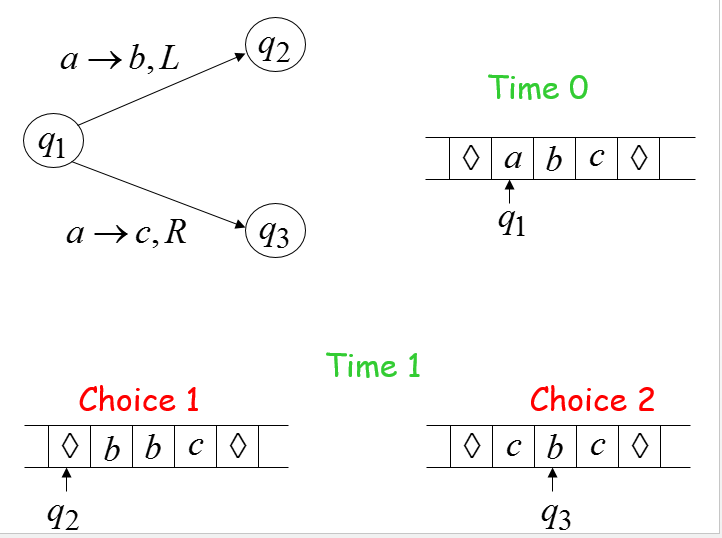 a → b, L
q2
Time 0
q1
◊ a b c ◊
a → c, R
q3
q1
Time 1
Choice 1
Choice 2
◊ b b c ◊
◊ c b c ◊
q2
q3